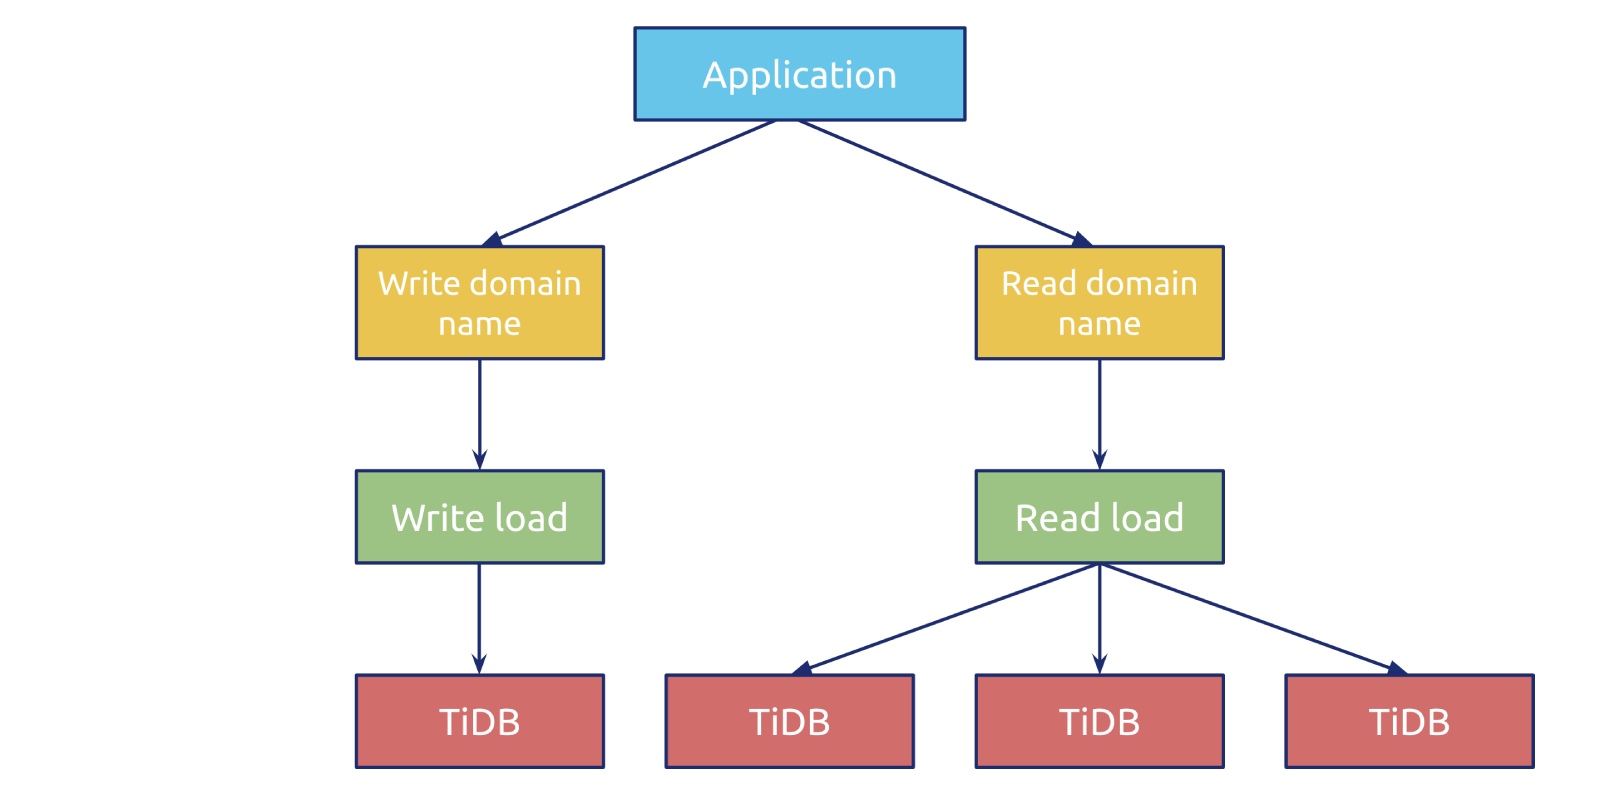 Application
Write domain
name
Read domain
name
Write load
Read load
TiDB
TiDB
TiDB
TiDB